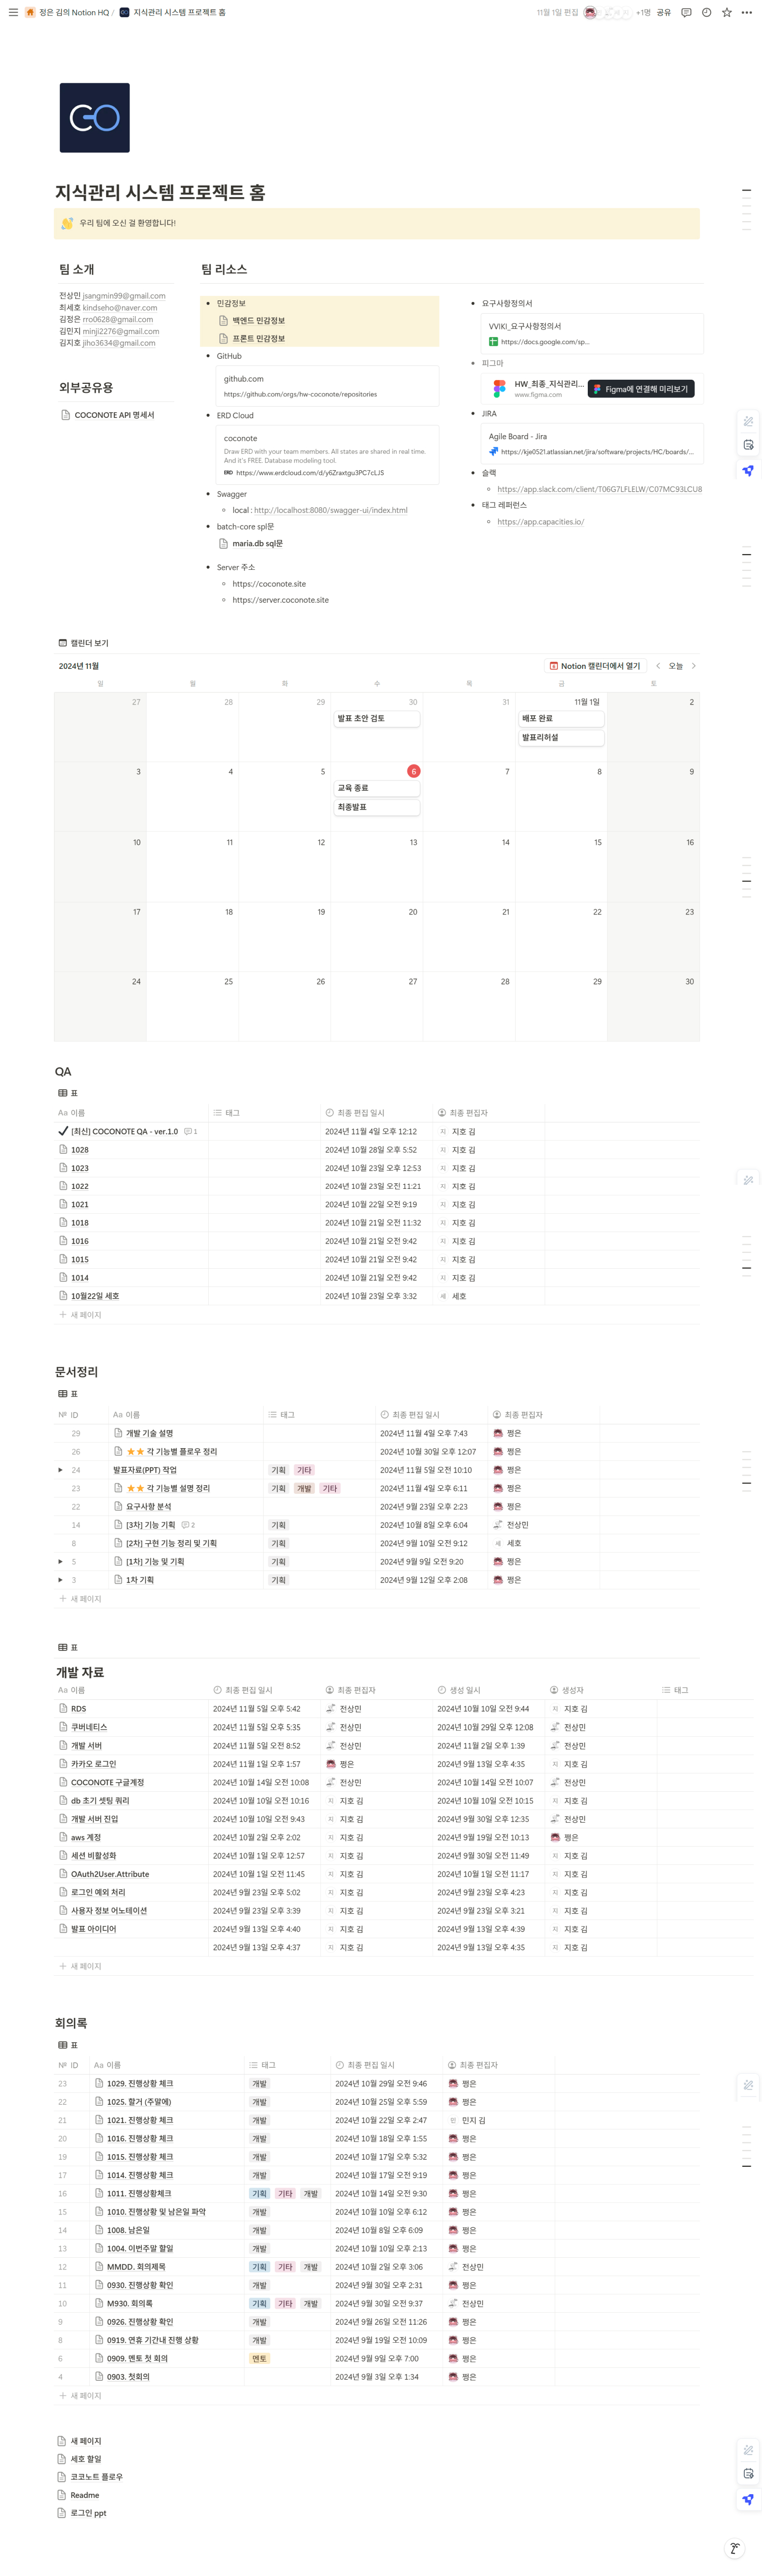 정은 김의 Notion HQ / 지식관리 시스템 프로젝트 홈
11월 1일 편집 +1명 공유
지식관리 시스템 프로젝트 홈
👋 우리 팀에 오신 걸 환영합니다!
팀 소개
전상민 jsangmin99@gmail.com
최세호 kindseho@naver.com
김정은 rro0628@gmail.com
김민지 minji2276@gmail.com
김지호 jiho3634@gmail.com
외부공유용
COCONOTE API 명세서
팀 리소스
민감정보
백엔드 민감정보
프론트 민감정보
GitHub
github.com
https://github.com/orgs/hw-coconote/repositories
ERD Cloud
coconote
Draw ERD with your team members. All states are shared in real time.
And it's FREE. Database modeling tool.
https://www.erdcloud.com/d/y6Zraxtgu3PC7cLJ5
Swagger
local : http://localhost:8080/swagger-ui/index.html
batch-core spl문
maria.db sql문
Server 주소
https://coconote.site
https://server.coconote.site
요구사항정의서
VVIKI_요구사항정의서
https://docs.google.com/sp...
피그마
HW_최종_지식관리...
www.figma.com
Figma에 연결해 미리보기
JIRA
Agile Board - Jira
https://kje0521.atlassian.net/jira/software/projects/HC/boards/...
슬랙
https://app.slack.com/client/T06G7LFLELW/C07MC93LCU8
태그 레퍼런스
https://app.capacities.io/
캘린더 보기
2024년 11월 Notion 캘린더에서 열기 오늘
일 월 화 수 목 금 토
27 28 29 30 31 11월 1일 2
발표 초안 검토 배포 완료
발표리허설
3 4 5 6 7 8 9
교육 종료
최종발표
10 11 12 13 14 15 16
17 18 19 20 21 22 23
24 25 26 27 28 29 30
QA
표
Aa 이름 태그 최종 편집 일시 최종 편집자
[최신] COCONOTE QA - ver.1.0 1 2024년 11월 4일 오후 12:12 지 지호 김
1028 2024년 10월 28일 오후 5:52 지 지호 김
1023 2024년 10월 23일 오후 12:53 지 지호 김
1022 2024년 10월 23일 오전 11:21 지 지호 김
1021 2024년 10월 22일 오전 9:19 지 지호 김
1018 2024년 10월 21일 오전 11:32 지 지호 김
1016 2024년 10월 21일 오전 9:42 지 지호 김
1015 2024년 10월 21일 오전 9:42 지 지호 김
1014 2024년 10월 21일 오전 9:42 지 지호 김
10월22일 세호 2024년 10월 23일 오후 3:32 세 세호
새 페이지
문서정리
표
№ ID Aa 이름 태그 최종 편집 일시 최종 편집자
29 개발 기술 설명 2024년 11월 4일 오후 7:43 쩡은
26 ⭐⭐ 각 기능별 플로우 정리 2024년 10월 30일 오후 12:07 쩡은
24 발표자료(PPT) 작업 기획 기타 2024년 11월 5일 오전 10:10 쩡은
23 ⭐⭐ 각 기능별 설명 정리 기획 개발 기타 2024년 11월 4일 오후 6:11 쩡은
22 요구사항 분석 2024년 9월 23일 오후 2:23 쩡은
14 [3차] 기능 기획 2 기획 2024년 10월 8일 오후 6:04 전상민
8 [2차] 구현 기능 정리 및 기획 기획 2024년 9월 10일 오전 9:12 세 세호
5 [1차] 기능 및 기획 기획 2024년 9월 9일 오전 9:20 쩡은
3 1차 기획 기획 2024년 9월 12일 오후 2:08 쩡은
새 페이지
표
개발 자료
Aa 이름 최종 편집 일시 최종 편집자 생성 일시 생성자 태그
RDS 2024년 11월 5일 오후 5:42 전상민 2024년 10월 10일 오전 9:44 지 지호 김
쿠버네티스 2024년 11월 5일 오후 5:35 전상민 2024년 10월 29일 오후 12:08 전상민
개발 서버 2024년 11월 5일 오전 8:52 전상민 2024년 11월 2일 오후 1:39 전상민
카카오 로그인 2024년 11월 1일 오후 1:57 쩡은 2024년 9월 13일 오후 4:35 지 지호 김
COCONOTE 구글계정 2024년 10월 14일 오전 10:08 전상민 2024년 10월 14일 오전 10:07 전상민
db 초기 셋팅 쿼리 2024년 10월 10일 오전 10:16 지 지호 김 2024년 10월 10일 오전 10:15 지 지호 김
개발 서버 진입 2024년 10월 10일 오전 9:43 지 지호 김 2024년 9월 30일 오후 12:35 전상민
aws 계정 2024년 10월 2일 오후 2:02 지 지호 김 2024년 9월 19일 오전 10:13 쩡은
세션 비활성화 2024년 10월 1일 오후 12:57 지 지호 김 2024년 9월 30일 오전 11:49 지 지호 김
OAuth2User.Attribute 2024년 10월 1일 오전 11:45 지 지호 김 2024년 10월 1일 오전 11:17 지 지호 김
로그인 예외 처리 2024년 9월 23일 오후 5:02 지 지호 김 2024년 9월 23일 오후 4:23 지 지호 김
사용자 정보 어노테이션 2024년 9월 23일 오후 3:39 지 지호 김 2024년 9월 23일 오후 3:21 지 지호 김
발표 아이디어 2024년 9월 13일 오후 4:40 지 지호 김 2024년 9월 13일 오후 4:39 지 지호 김
2024년 9월 13일 오후 4:37 지 지호 김 2024년 9월 13일 오후 4:35 지 지호 김
새 페이지
회의록
표
№ ID Aa 이름 태그 최종 편집 일시 최종 편집자
23 1029. 진행상황 체크 개발 2024년 10월 29일 오전 9:46 쩡은
22 1025. 할거 (주말예) 개발 2024년 10월 25일 오후 5:59 쩡은
21 1021. 진행상황 체크 개발 2024년 10월 22일 오후 2:47 민 민지 김
20 1016. 진행상황 체크 개발 2024년 10월 18일 오후 1:55 쩡은
19 1015. 진행상황 체크 개발 2024년 10월 17일 오후 5:32 쩡은
17 1014. 진행상황 체크 개발 2024년 10월 17일 오전 9:19 쩡은
16 1011. 진행상황체크 기획 기타 개발 2024년 10월 14일 오전 9:30 쩡은
15 1010. 진행상황 및 남은일 파악 개발 2024년 10월 10일 오후 6:12 쩡은
14 1008. 남은일 개발 2024년 10월 8일 오후 6:09 쩡은
13 1004. 이번주말 할일 개발 2024년 10월 10일 오후 2:13 쩡은
12 MMDD. 회의제목 기획 기타 개발 2024년 10월 2일 오후 3:06 전상민
11 0930. 진행상황 확인 개발 2024년 9월 30일 오후 2:31 쩡은
10 M930. 회의록 기획 기타 개발 2024년 9월 30일 오전 9:37 전상민
9 0926. 진행상황 확인 개발 2024년 9월 26일 오전 11:26 쩡은
8 0919. 연휴 기간내 진행 상황 개발 2024년 9월 19일 오전 10:09 쩡은
6 0909. 멘토 첫 회의 멘토 2024년 9월 9일 오후 7:00 쩡은
4 0903. 첫회의 2024년 9월 3일 오후 1:34 쩡은
새 페이지
새 페이지
세호 할일
코코노트 플로우
Readme
로그인 ppt